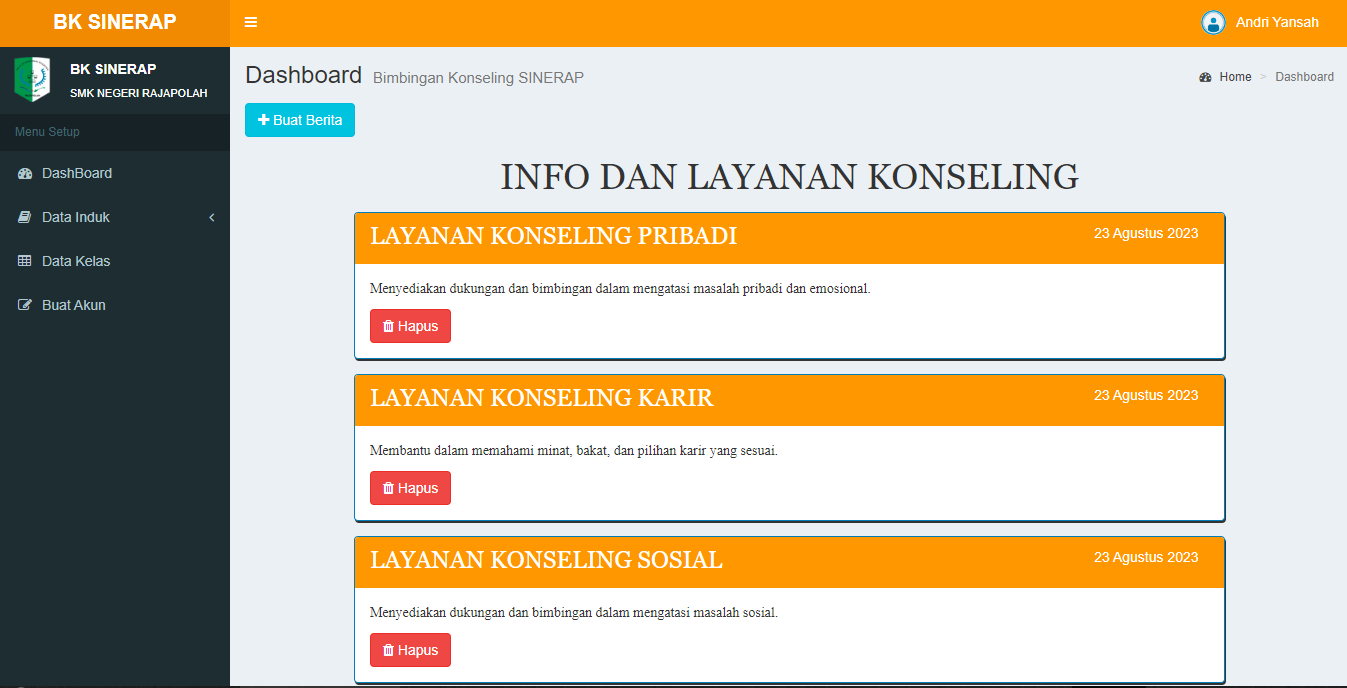 BK SINERAP
Andri Yansah
BK SINERAP
SMK NEGERI RAJAPOLAH
Menu Setup
DashBoard
Data Induk
Data Kelas
Buat Akun
Dashboard Bimbingan Konseling SINERAP
Home > Dashboard
Buat Berita
INFO DAN LAYANAN KONSELING
LAYANAN KONSELING PRIBADI 23 Agustus 2023
Menyediakan dukungan dan bimbingan dalam mengatasi masalah pribadi dan emosional.
Hapus
LAYANAN KONSELING KARIR 23 Agustus 2023
Membantu dalam memahami minat, bakat, dan pilihan karir yang sesuai.
Hapus
LAYANAN KONSELING SOSIAL 23 Agustus 2023
Menyediakan dukungan dan bimbingan dalam mengatasi masalah sosial.
Hapus